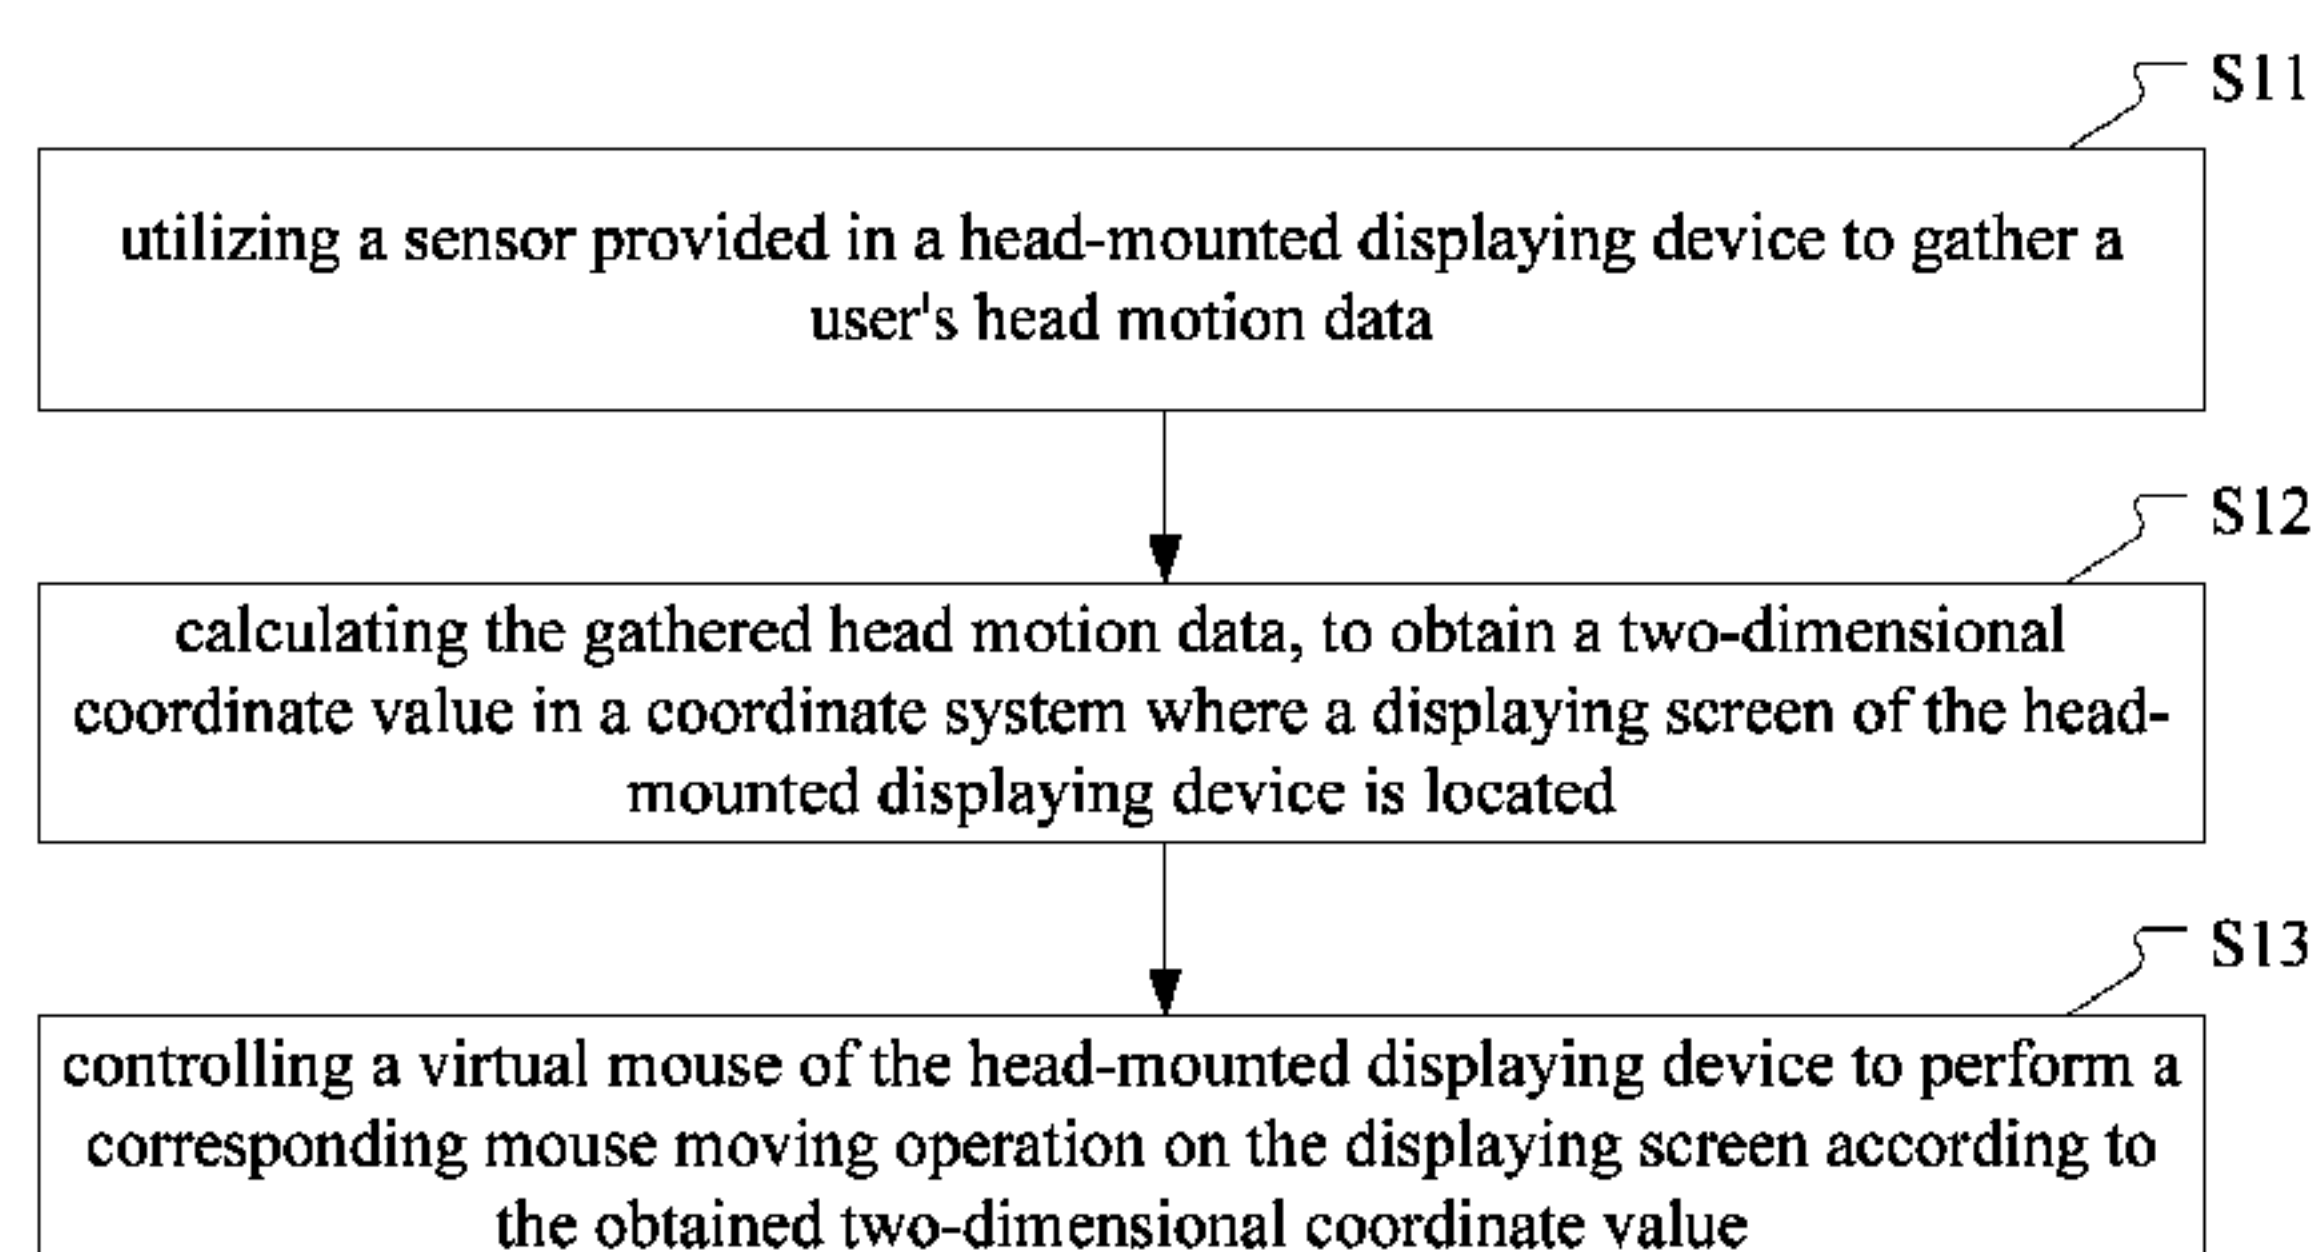 S11
utilizing a sensor provided in a head-mounted displaying device to gather a
user's head motion data
S12
calculating the gathered head motion data, to obtain a two-dimensional
coordinate value in a coordinate system where a displaying screen of the head-
mounted displaying device is located
S13
controlling a virtual mouse of the head-mounted displaying device to perform a
corresponding mouse moving operation on the displaying screen according to
the obtained two-dimensional coordinate value